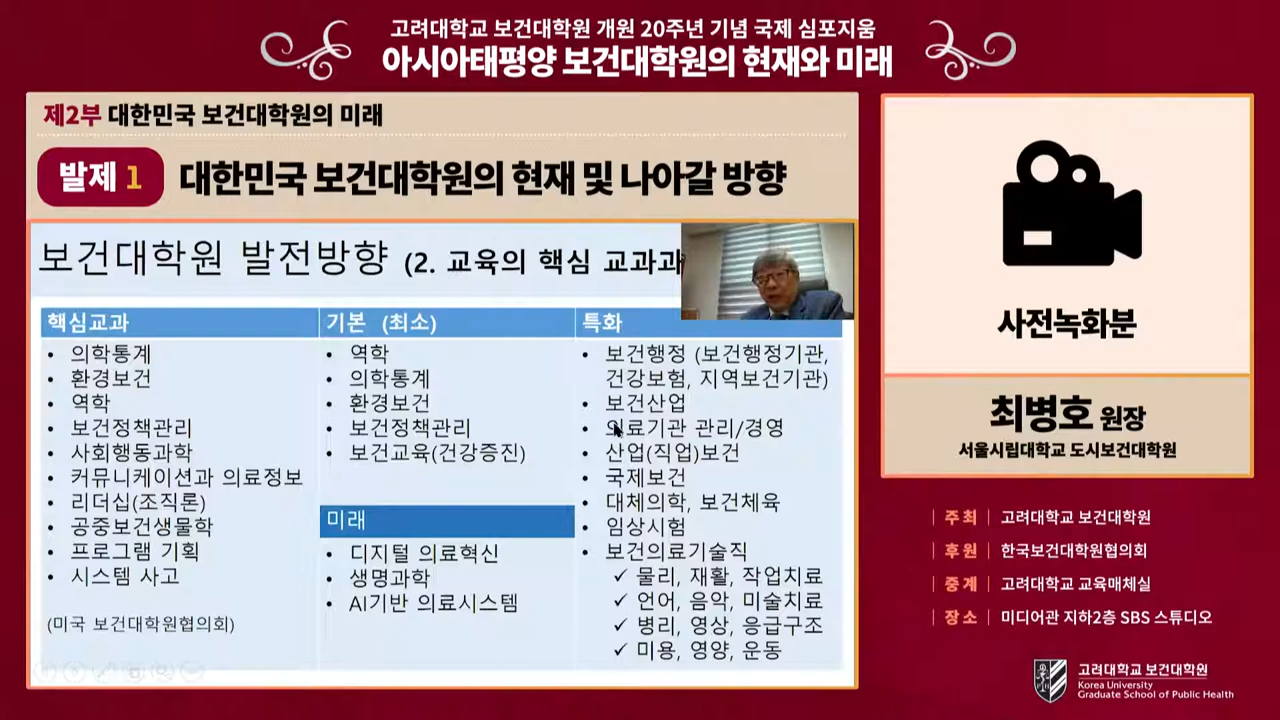 고려대학교 보건대학원 개원 20주년 기념 국제 심포지움
아시아태평양 보건대학원의 현재와 미래
제2부 대한민국 보건대학원의 미래
발제 1 대한민국 보건대학원의 현재 및 나아갈 방향
보건대학원 발전방향 (2. 교육의 핵심 교과과
핵심교과
• 의학통계
• 환경보건
• 역학
• 보건정책관리
• 사회행동과학
• 커뮤니케이션과 의료정보
• 리더십(조직론)
• 공중보건생물학
• 프로그램 기획
• 시스템 사고
(미국 보건대학원협의회)
기본 (최소)
• 역학
• 의학통계
• 환경보건
• 보건정책관리
• 보건교육(건강증진)
미래
• 디지털 의료혁신
• 생명과학
• AI기반 의료시스템
특화
• 보건행정 (보건행정기관,
건강보험, 지역보건기관)
• 보건산업
• 의료기관 관리/경영
• 산업(직업)보건
• 국제보건
• 대체의학, 보건체육
• 임상시험
• 보건의료기술직
✓ 물리, 재활, 작업치료
✓ 언어, 음악, 미술치료
✓ 병리, 영상, 응급구조
✓ 미용, 영양, 운동
사전녹화분
최병호 원장
서울시립대학교 도시보건대학원
| 주최 | 고려대학교 보건대학원
| 후원 | 한국보건대학원협의회
| 중계 | 고려대학교 교육매체실
| 장소 | 미디어관 지하2층 SBS 스튜디오
고려대학교 보건대학원
Korea University
Graduate School of Public Health